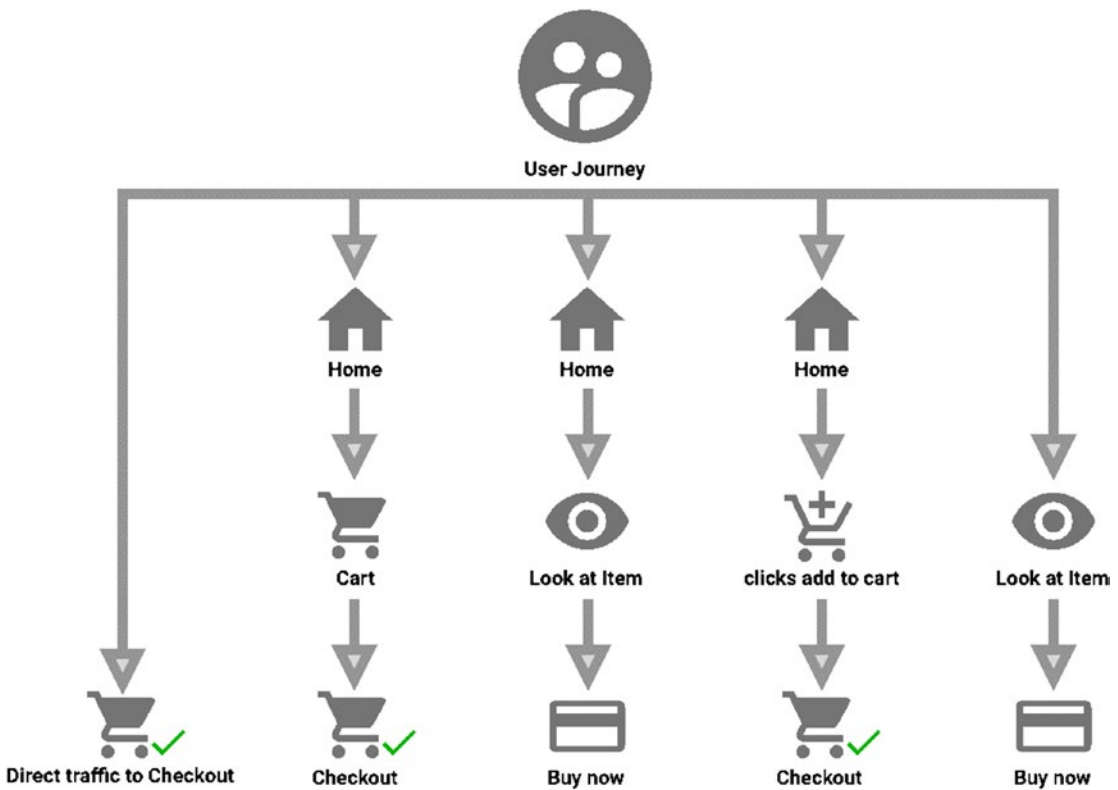 User Journey
Home
Home
Home
Cart
Look at Item
clicks add to cart
Look at Item
Direct traffic to Checkout
Checkout
Buy now
Checkout
Buy now